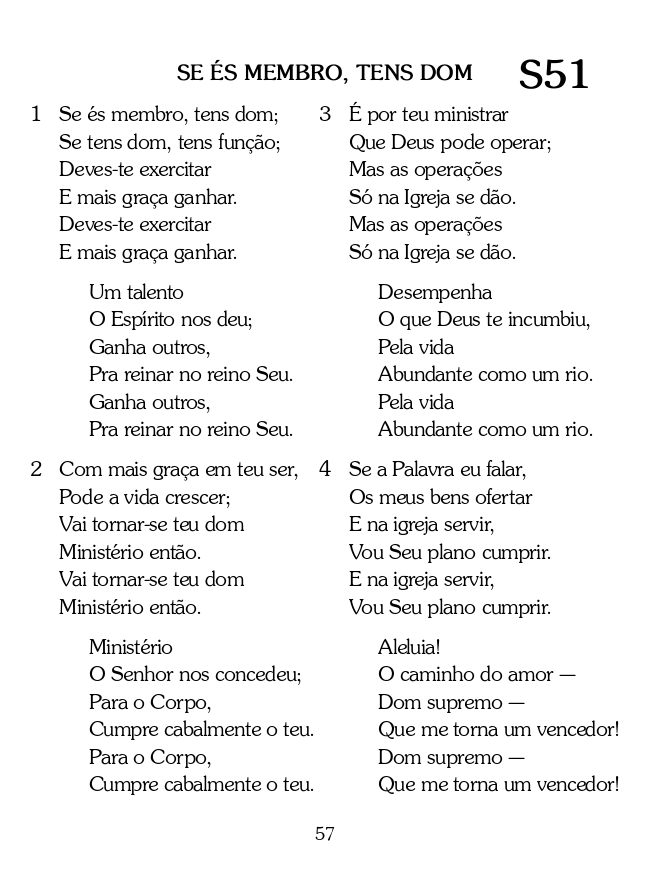 SE ÉS MEMBRO, TENS DOM S51
1 Se és membro, tens dom;
Se tens dom, tens função;
Deves-te exercitar
E mais graça ganhar.
Deves-te exercitar
E mais graça ganhar.
Um talento
O Espírito nos deu;
Ganha outros,
Pra reinar no reino Seu.
Ganha outros,
Pra reinar no reino Seu.
2 Com mais graça em teu ser,
Pode a vida crescer;
Vai tornar-se teu dom
Ministério então.
Vai tornar-se teu dom
Ministério então.
Ministério
O Senhor nos concedeu;
Para o Corpo,
Cumpre cabalmente o teu.
Para o Corpo,
Cumpre cabalmente o teu.
3 É por teu ministrar
Que Deus pode operar;
Mas as operações
Só na Igreja se dão.
Mas as operações
Só na Igreja se dão.
Desempenha
O que Deus te incumbiu,
Pela vida
Abundante como um rio.
Pela vida
Abundante como um rio.
4 Se a Palavra eu falar,
Os meus bens ofertar
E na igreja servir,
Vou Seu plano cumprir.
E na igreja servir,
Vou Seu plano cumprir.
Aleluia!
O caminho do amor —
Dom supremo —
Que me torna um vencedor!
Dom supremo —
Que me torna um vencedor!
57